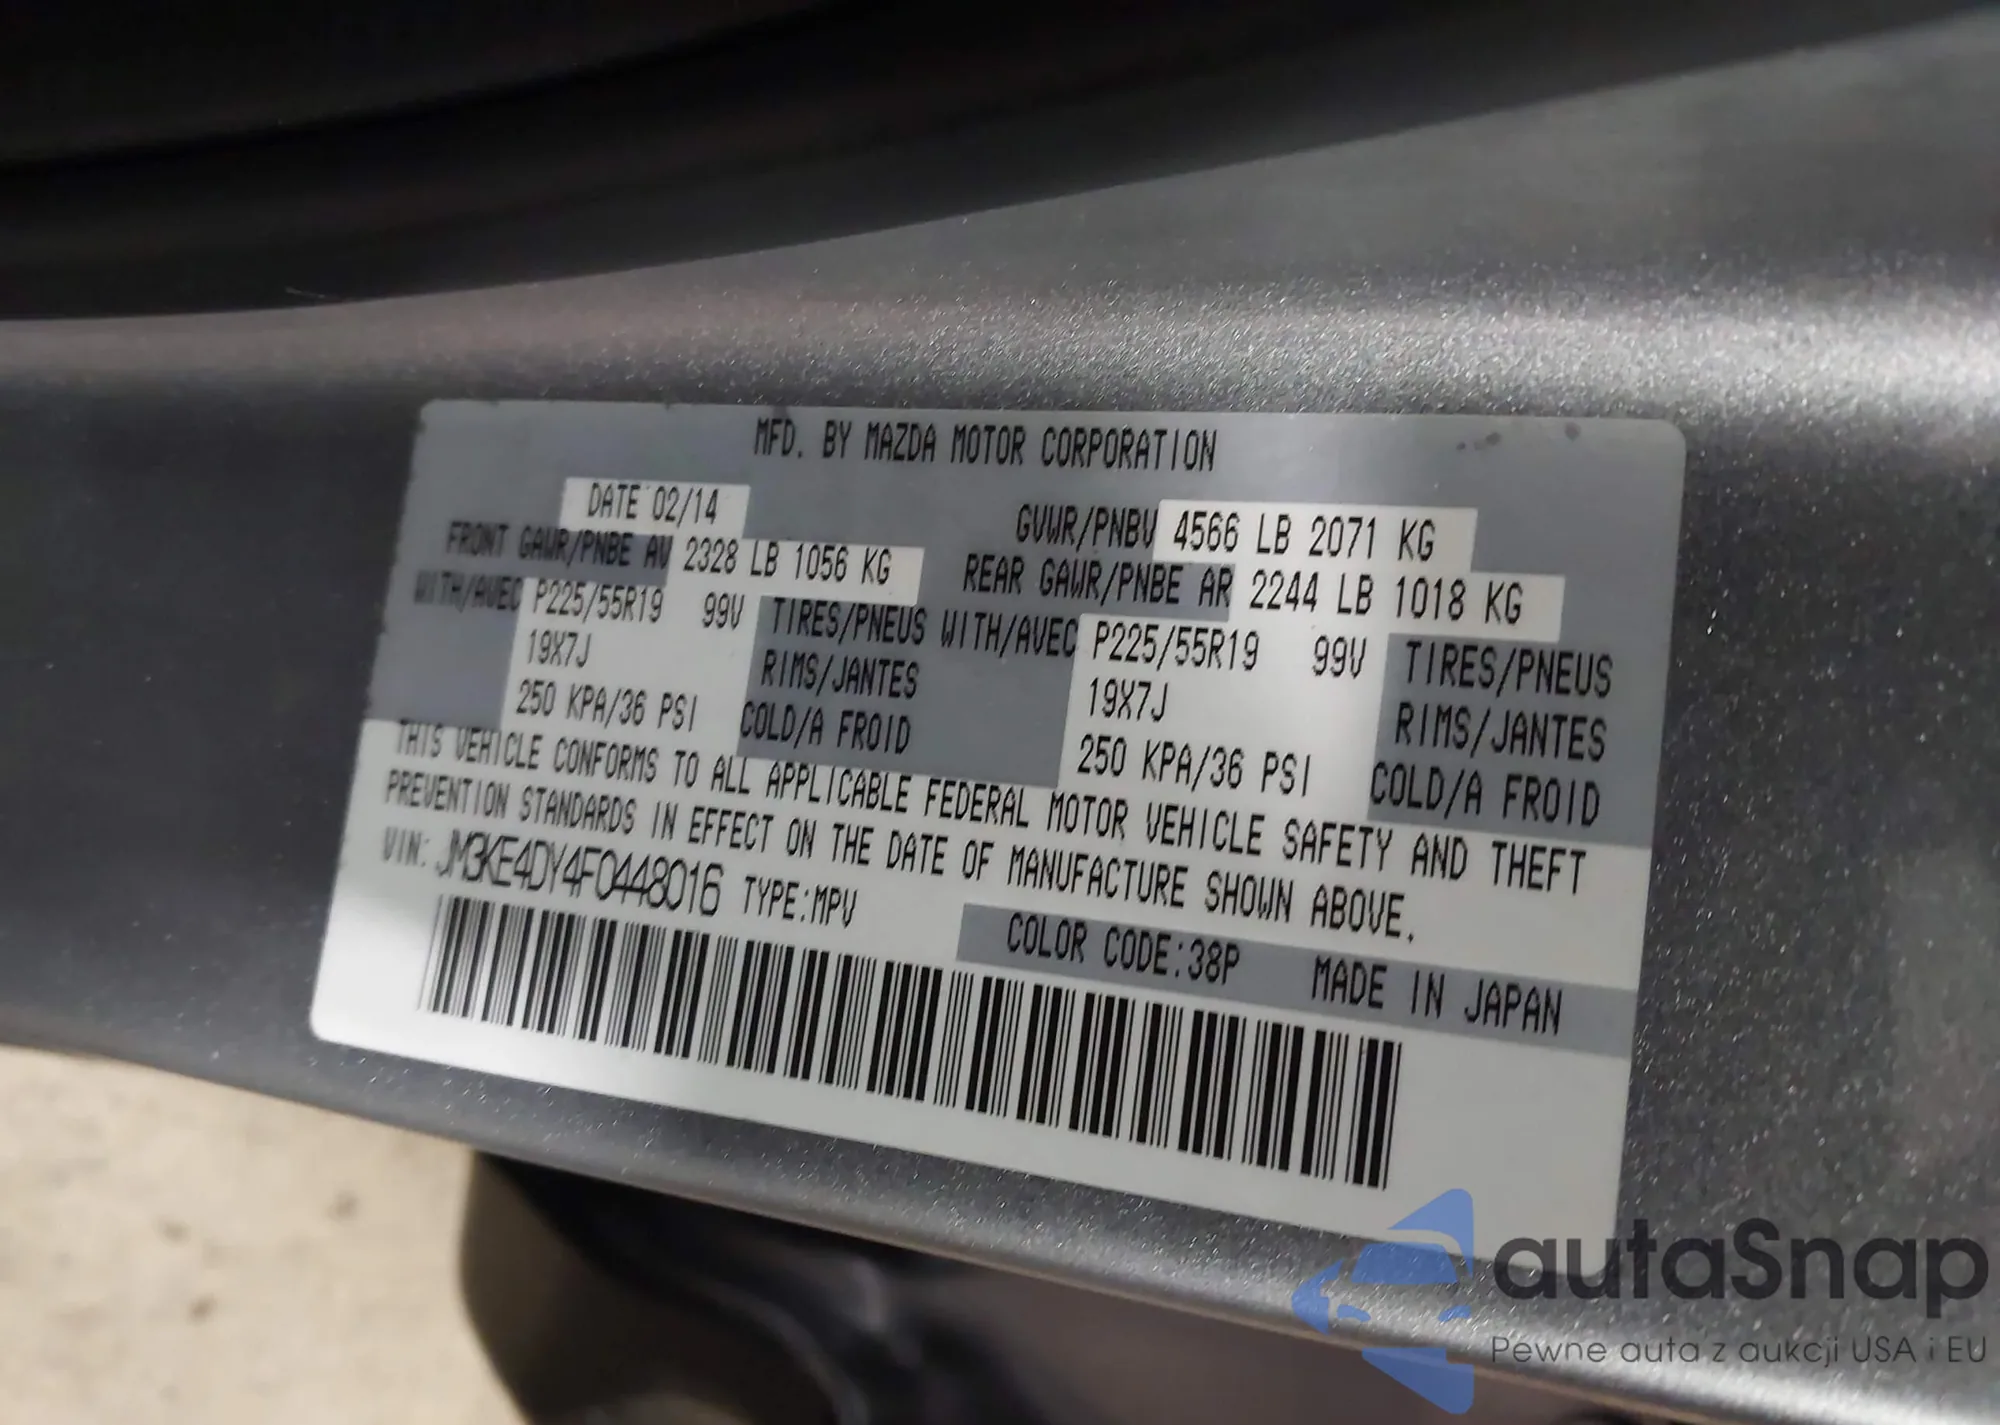 MFD. BY MAZDA MOTOR CORPORATION
DATE 02/14 GVWR/PNBV 4566 LB 2071 KG
FRONT GAWR/PNBE AV 2328 LB 1056 KG REAR GAWR/PNBE AR 2244 LB 1018 KG
WITH/AVEC P225/55R19 99V TIRES/PNEUS WITH/AVEC P225/55R19 99V TIRES/PNEUS
19X7J RIMS/JANTES 19X7J RIMS/JANTES
250 KPA/36 PSI COLD/A FROID 250 KPA/36 PSI COLD/A FROID
THIS VEHICLE CONFORMS TO ALL APPLICABLE FEDERAL MOTOR VEHICLE SAFETY AND THEFT
PREVENTION STANDARDS IN EFFECT ON THE DATE OF MANUFACTURE SHOWN ABOVE.
VIN: JM3KE4DY4F0448016 TYPE:MPV
COLOR CODE:38P MADE IN JAPAN
autaSnap
Pewne auta z aukcji USA i EU